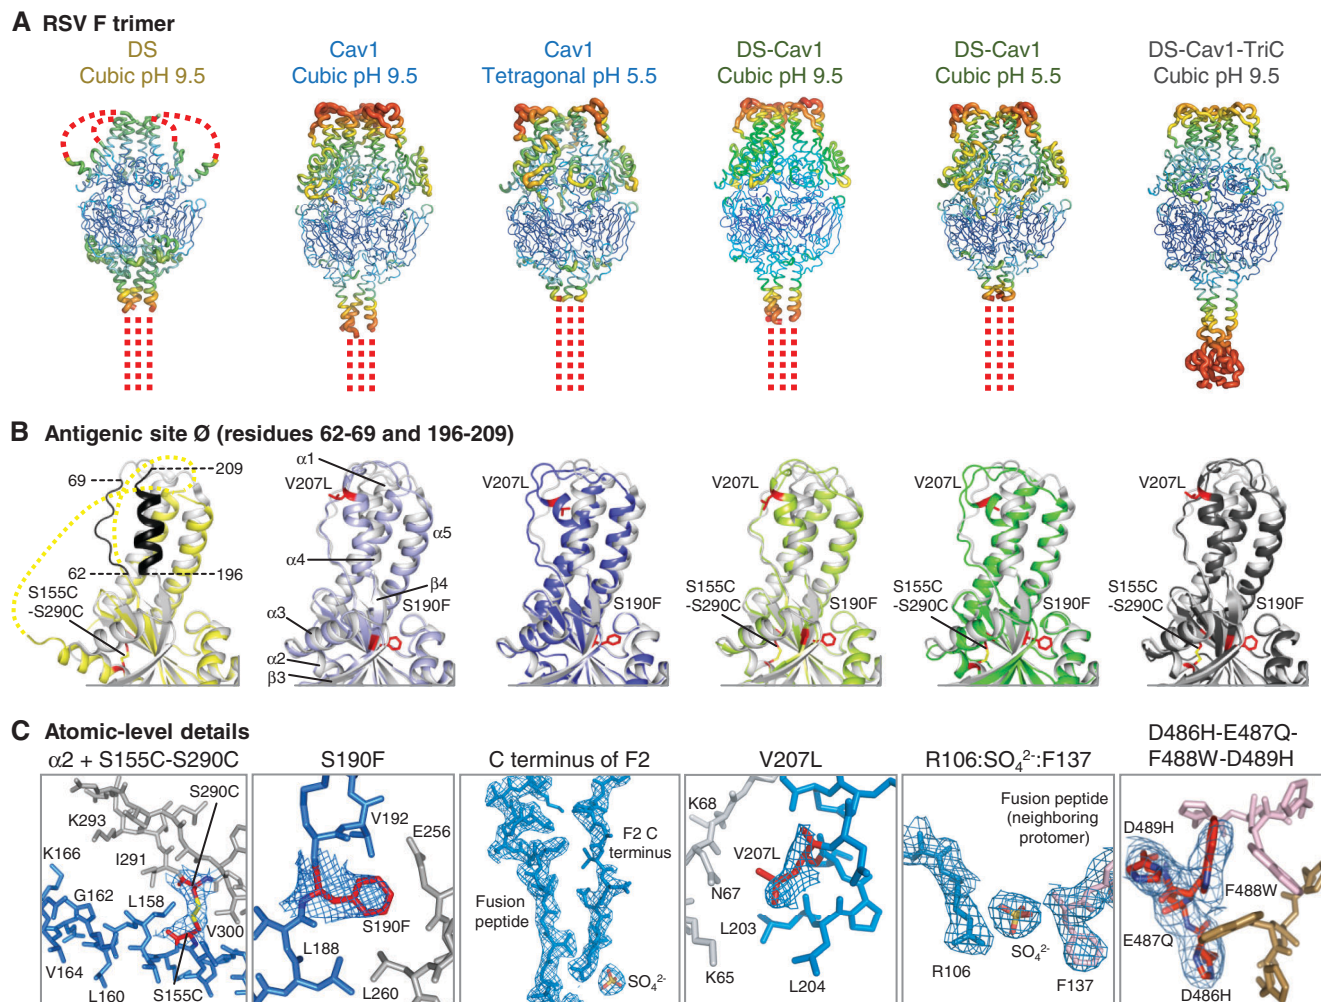 A RSV F trimer
DS
Cubic pH 9.5
Cav1
Cubic pH 9.5
Cav1
Tetragonal pH 5.5
DS-Cav1
Cubic pH 9.5
DS-Cav1
Cubic pH 5.5
DS-Cav1-TriC
Cubic pH 9.5
B Antigenic site Ø (residues 62-69 and 196-209)
69
209
62
196
S155C
-S290C
α1
V207L
α5
α4
β4
S190F
α3
α2
β3
V207L
S190F
V207L
S155C
-S290C
S190F
V207L
S155C
-S290C
S190F
V207L
S155C
-S290C
S190F
C Atomic-level details
α2 + S155C-S290C
S290C
K293
K166
I291
G162
L158
V300
V164
L160
S155C
S190F
V192
E256
S190F
L188
L260
C terminus of F2
F2 C
terminus
Fusion
peptide
SO₄²⁻
V207L
K68
V207L
N67
L203
K65
L204
R106:SO₄²⁻:F137
Fusion peptide
(neighboring
protomer)
R106
SO₄²⁻
F137
D486H-E487Q-
F488W-D489H
D489H
F488W
E487Q
D486H